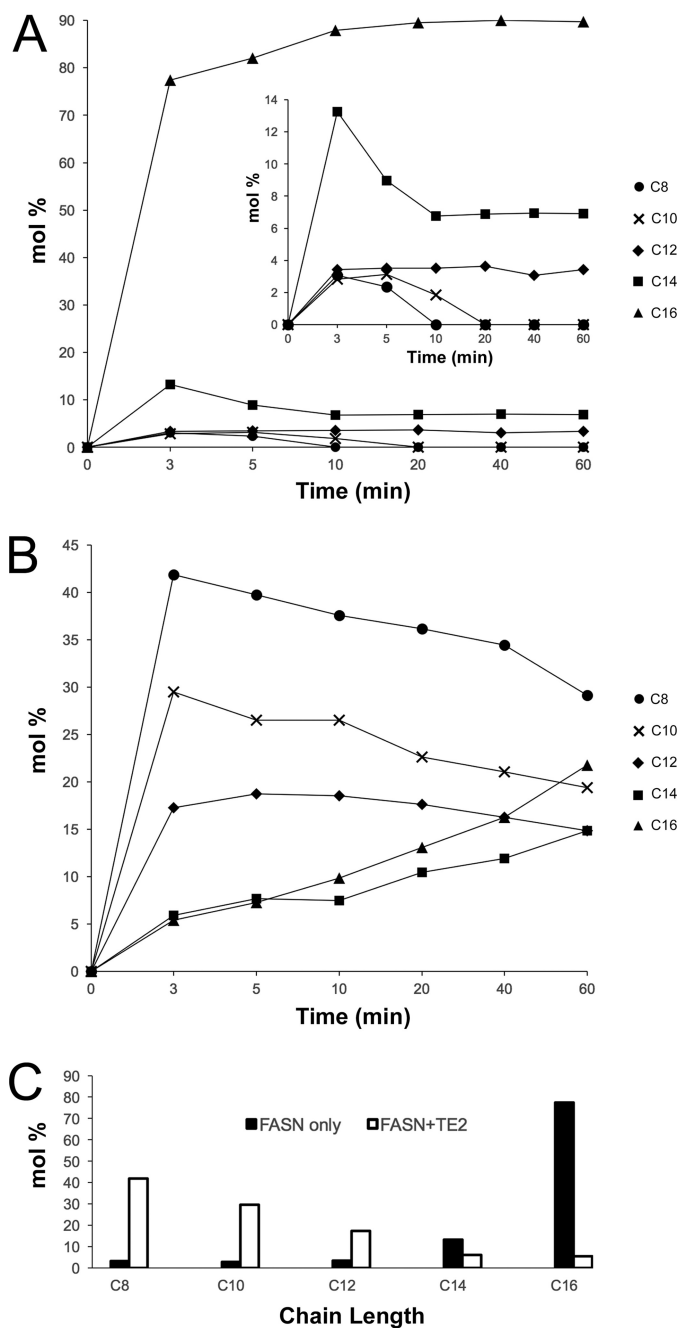 A
90
80
70
60
50
40
30
20
10
0
mol %
0 3 5 10 20 40 60
Time (min)
14
12
10
8
6
4
2
0
mol %
0 3 5 10 20 40 60
Time (min)
C8
C10
C12
C14
C16
B
45
40
35
30
25
20
15
10
5
0
mol %
0 3 5 10 20 40 60
Time (min)
C8
C10
C12
C14
C16
C
90
80
70
60
50
40
30
20
10
0
mol %
FASN only FASN+TE2
C8 C10 C12 C14 C16
Chain Length